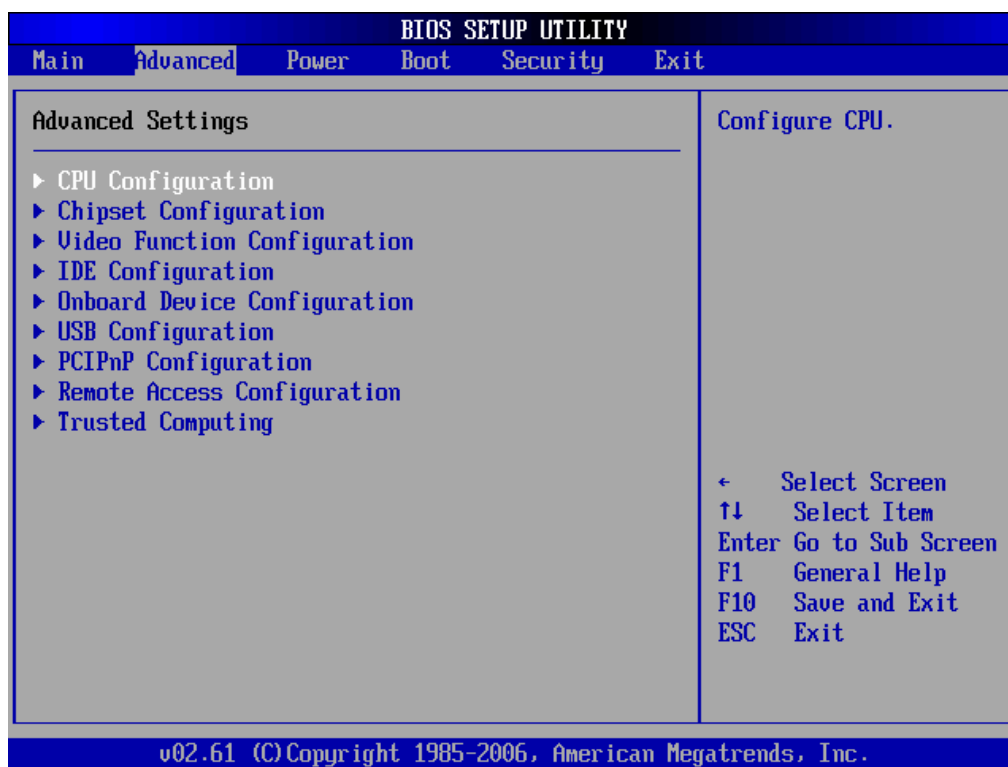 BIOS SETUP UTILITY
Main Advanced Power Boot Security Exit
Advanced Settings
▶ CPU Configuration
▶ Chipset Configuration
▶ Video Function Configuration
▶ IDE Configuration
▶ Onboard Device Configuration
▶ USB Configuration
▶ PCIPnP Configuration
▶ Remote Access Configuration
▶ Trusted Computing
Configure CPU.
← Select Screen
↑↓ Select Item
Enter Go to Sub Screen
F1 General Help
F10 Save and Exit
ESC Exit
v02.61 (C)Copyright 1985-2006, American Megatrends, Inc.